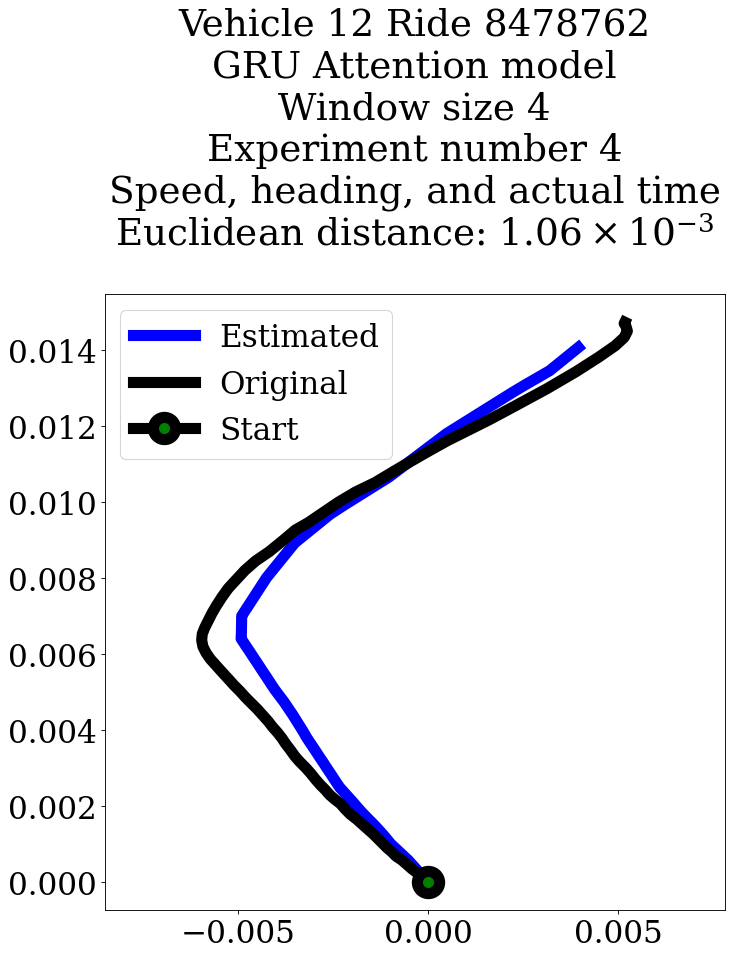 Vehicle 12 Ride 8478762
GRU Attention model
Window size 4
Experiment number 4
Speed, heading, and actual time
Euclidean distance: 1.06 × 10⁻³
Estimated
Original
Start
0.014
0.012
0.010
0.008
0.006
0.004
0.002
0.000
−0.005 0.000 0.005